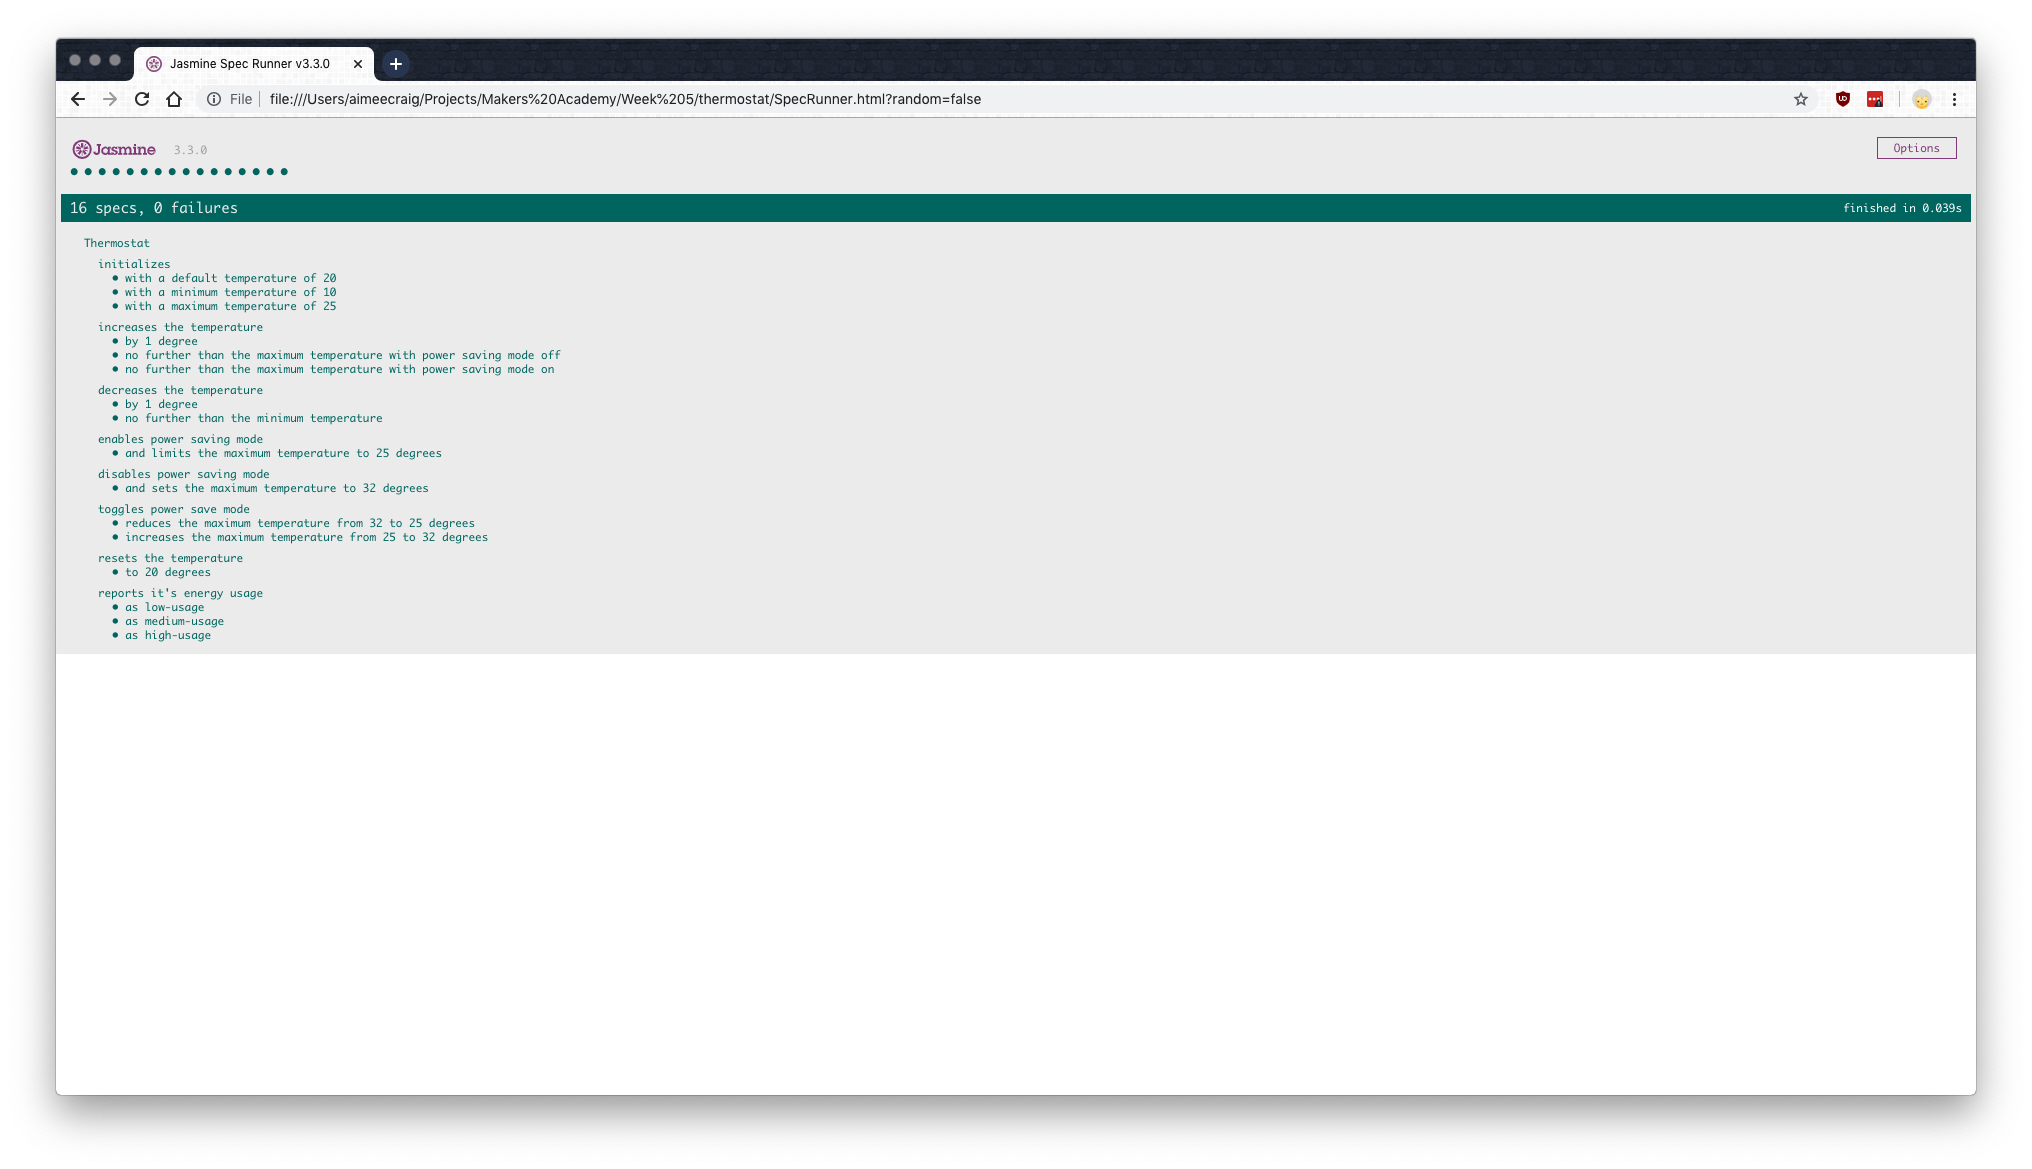 Jasmine Spec Runner v3.3.0
File file:///Users/aimeecraig/Projects/Makers%20Academy/Week%205/thermostat/SpecRunner.html?random=false
Jasmine 3.3.0
Options
16 specs, 0 failures
finished in 0.039s
Thermostat
initializes
• with a default temperature of 20
• with a minimum temperature of 10
• with a maximum temperature of 25
increases the temperature
• by 1 degree
• no further than the maximum temperature with power saving mode off
• no further than the maximum temperature with power saving mode on
decreases the temperature
• by 1 degree
• no further than the minimum temperature
enables power saving mode
• and limits the maximum temperature to 25 degrees
disables power saving mode
• and sets the maximum temperature to 32 degrees
toggles power save mode
• reduces the maximum temperature from 32 to 25 degrees
• increases the maximum temperature from 25 to 32 degrees
resets the temperature
• to 20 degrees
reports it's energy usage
• as low-usage
• as medium-usage
• as high-usage